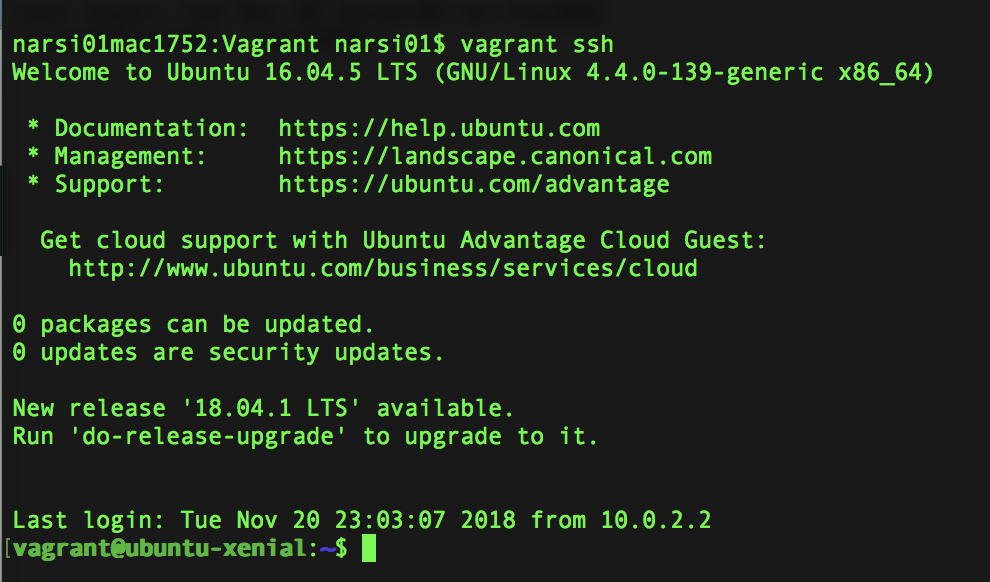 narsi01mac1752:Vagrant narsi01$ vagrant ssh
Welcome to Ubuntu 16.04.5 LTS (GNU/Linux 4.4.0-139-generic x86_64)
* Documentation:  https://help.ubuntu.com
* Management:     https://landscape.canonical.com
* Support:        https://ubuntu.com/advantage
Get cloud support with Ubuntu Advantage Cloud Guest:
http://www.ubuntu.com/business/services/cloud
0 packages can be updated.
0 updates are security updates.
New release '18.04.1 LTS' available.
Run 'do-release-upgrade' to upgrade to it.
Last login: Tue Nov 20 23:03:07 2018 from 10.0.2.2
[vagrant@ubuntu-xenial:~$